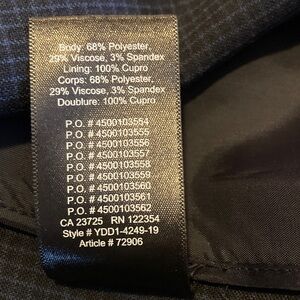 Body: 68% Polyester,
29% Viscose, 3% Spandex
Lining: 100% Cupro
Corps: 68% Polyester,
29% Viscose, 3% Spandex
Doublure: 100% Cupro
P.O. # 4500103554
P.O. # 4500103555
P.O. # 4500103556
P.O. # 4500103557
P.O. # 4500103558
P.O. # 4500103559
P.O. # 4500103560
P.O. # 4500103561
P.O. # 4500103562
CA 23725 RN 122354
Style # YDD1-4249-19
Article # 72906